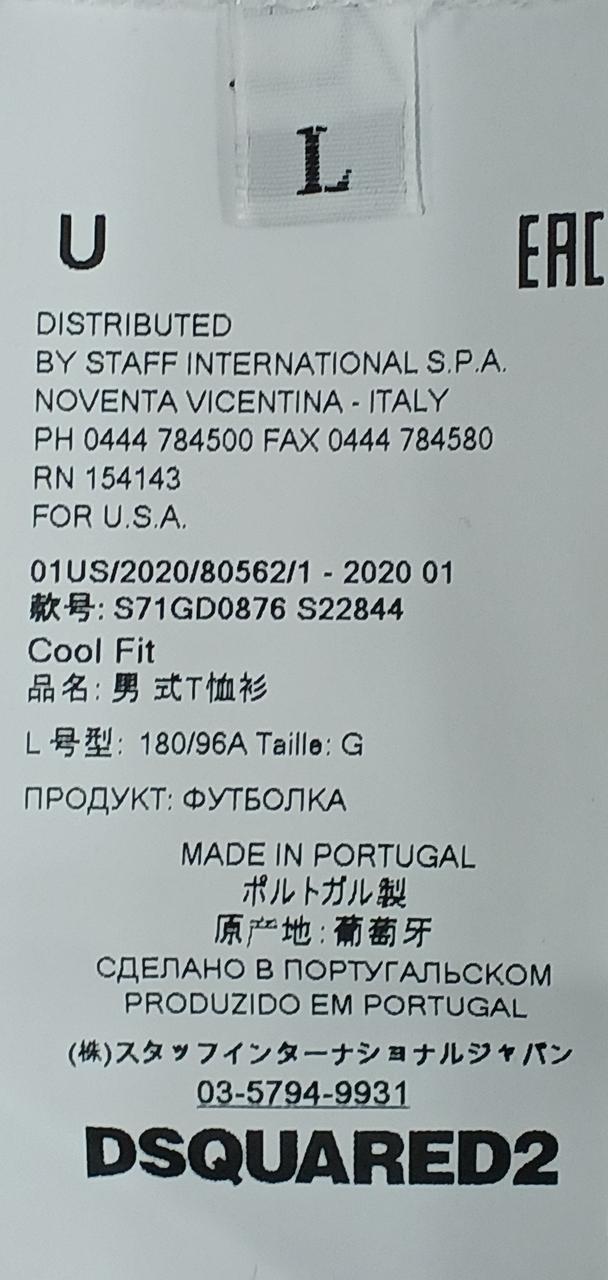 L
U
EAC
DISTRIBUTED
BY STAFF INTERNATIONAL S.P.A.
NOVENTA VICENTINA - ITALY
PH 0444 784500 FAX 0444 784580
RN 154143
FOR U.S.A.
01US/2020/80562/1 - 2020 01
款号: S71GD0876 S22844
Cool Fit
品名: 男 式T恤衫
L 号型: 180/96A Taille: G
ПРОДУКТ: ФУТБОЛКА
MADE IN PORTUGAL
ポルトガル製
原产地: 葡萄牙
СДЕЛАНО В ПОРТУГАЛЬСКОМ
PRODUZIDO EM PORTUGAL
(株)スタッフインターナショナルジャパン
03-5794-9931
DSQUARED2